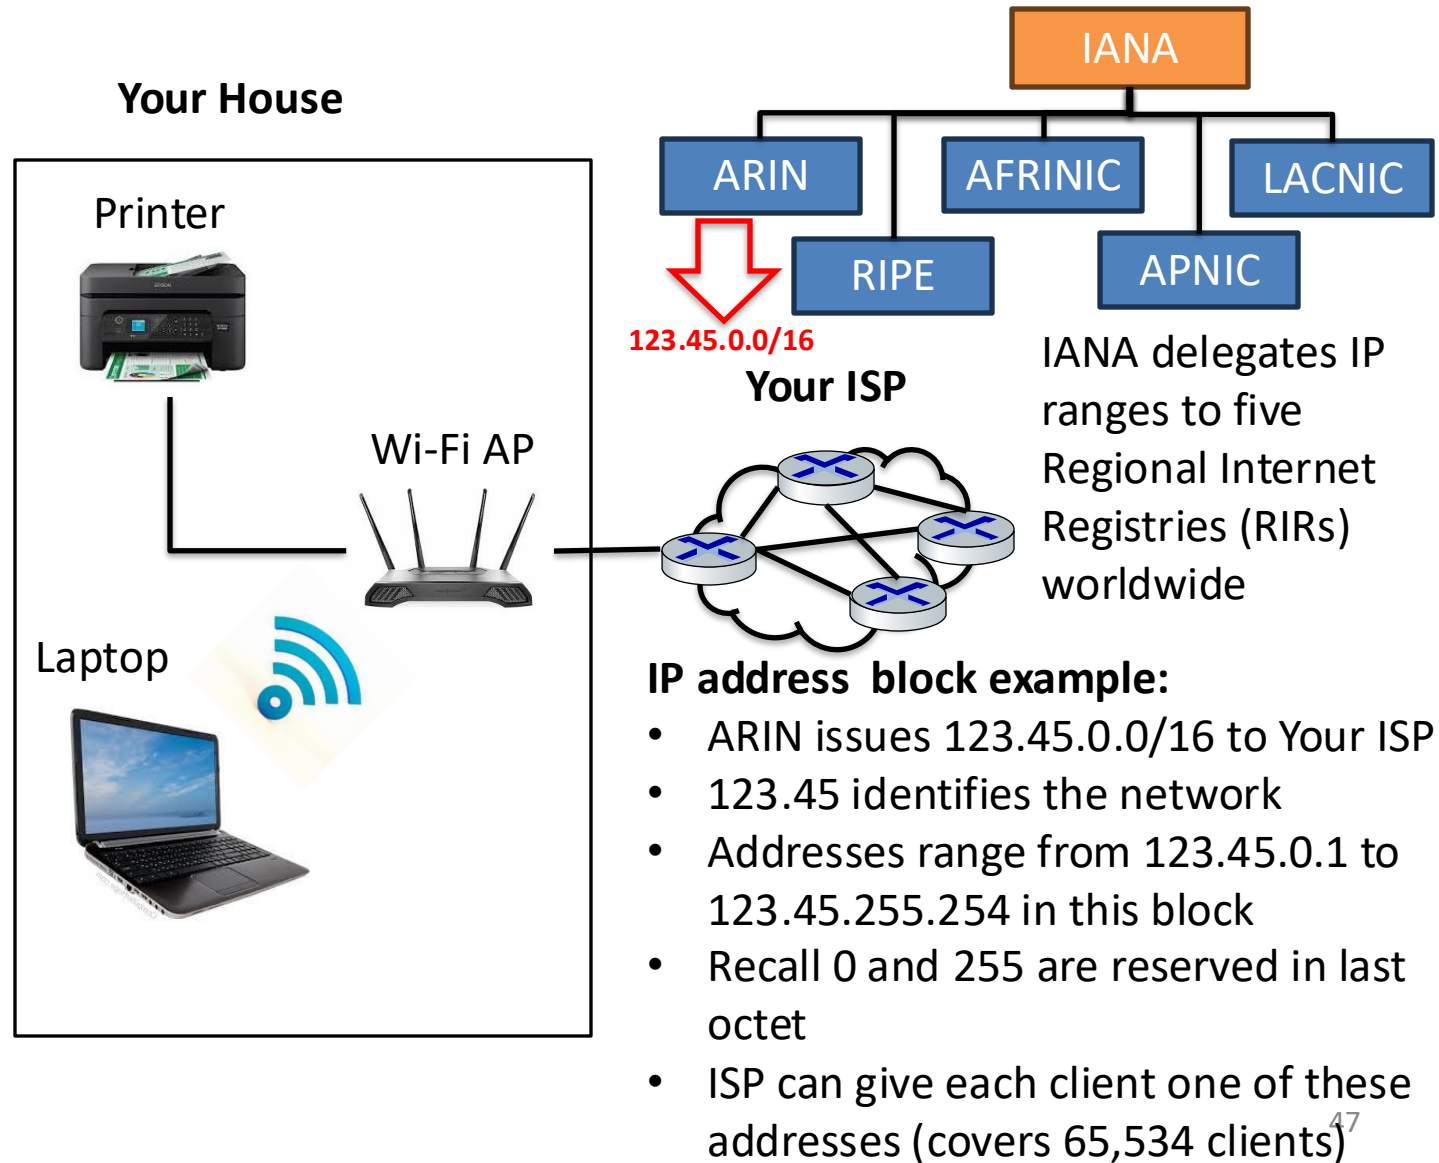 IANA
Your House
ARIN
AFRINIC
LACNIC
Printer
RIPE
APNIC
EPSON
123.45.0.0/16
Your ISP
IANA delegates IP
ranges to five
Regional Internet
Registries (RIRs)
worldwide
Wi-Fi AP
Laptop
IP address  block example:
• ARIN issues 123.45.0.0/16 to Your ISP
• 123.45 identifies the network
• Addresses range from 123.45.0.1 to
123.45.255.254 in this block
• Recall 0 and 255 are reserved in last
octet
• ISP can give each client one of these
addresses (covers 65,534 clients)
47